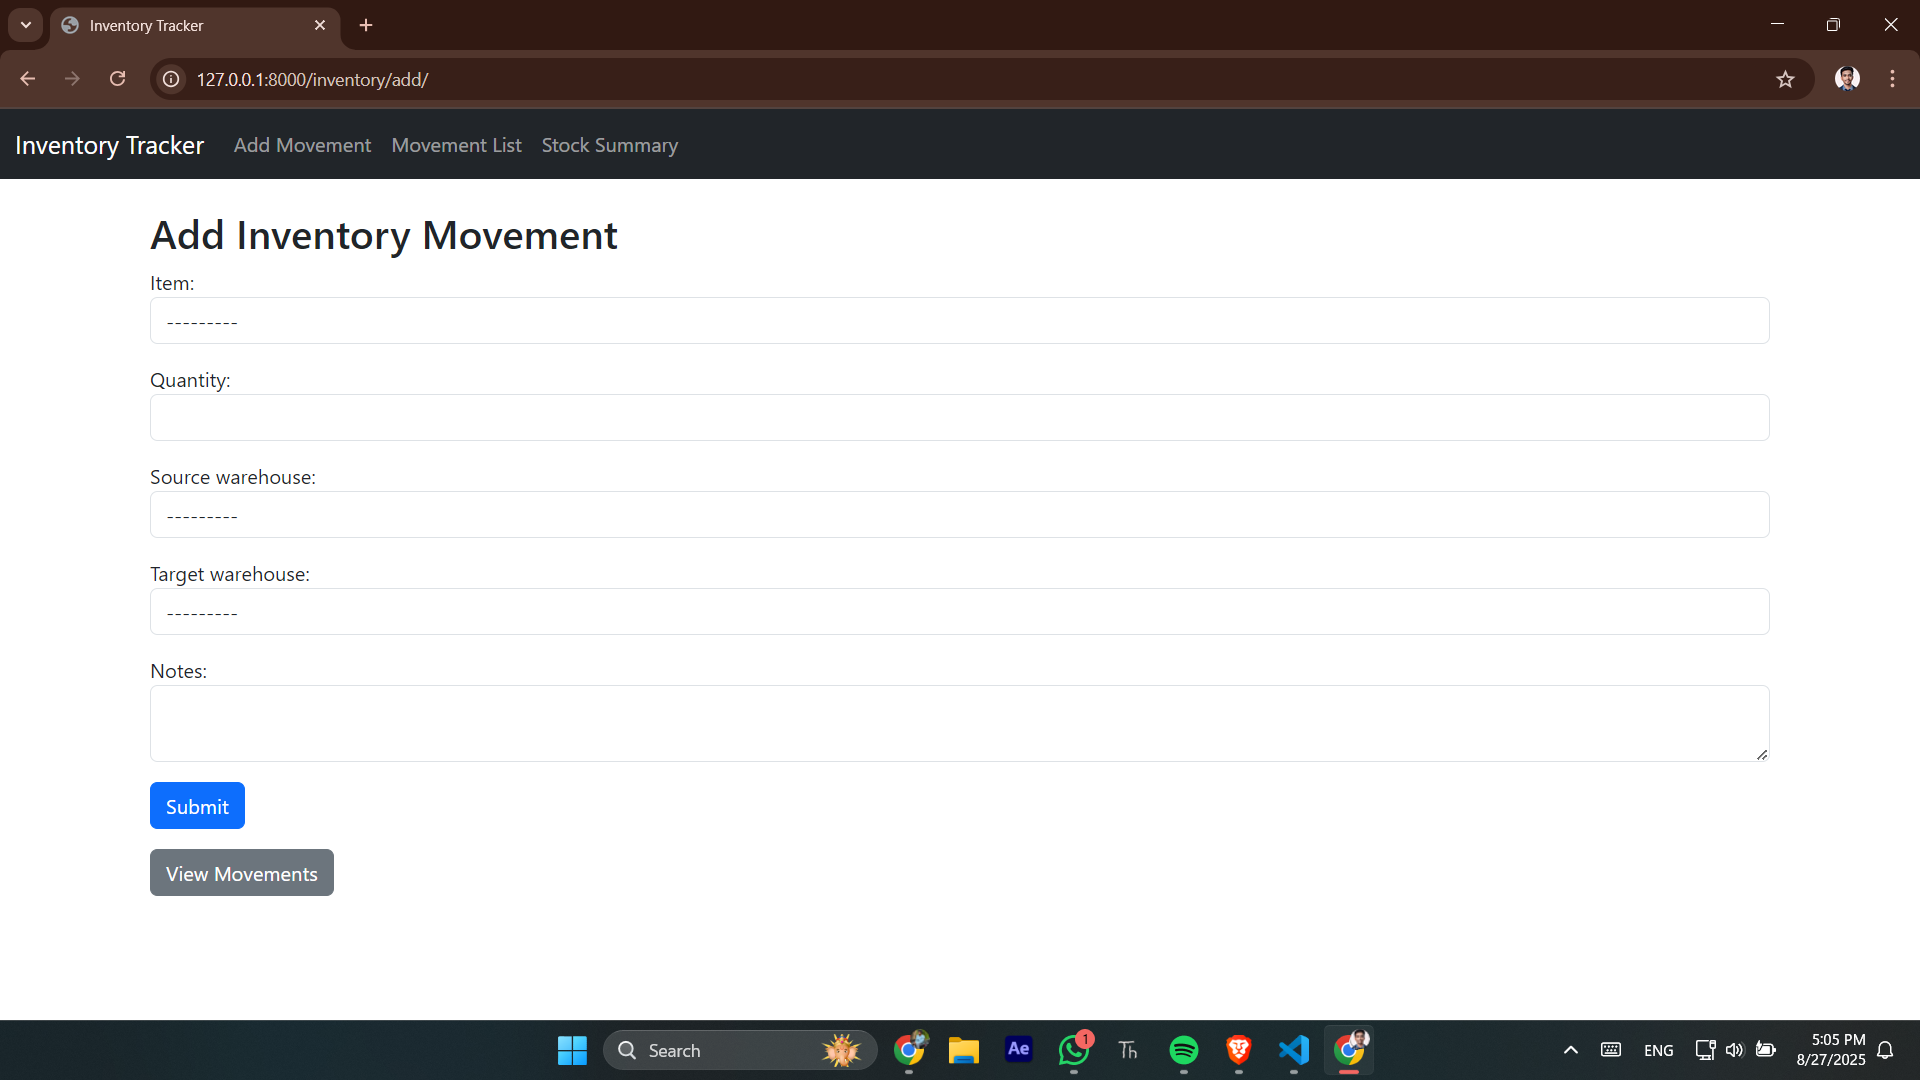 Inventory Tracker
127.0.0.1:8000/inventory/add/
Inventory Tracker Add Movement Movement List Stock Summary
Add Inventory Movement
Item:
---------
Quantity:
Source warehouse:
---------
Target warehouse:
---------
Notes:
Submit
View Movements
Search
Ae
1
Th
ENG
5:05 PM
8/27/2025